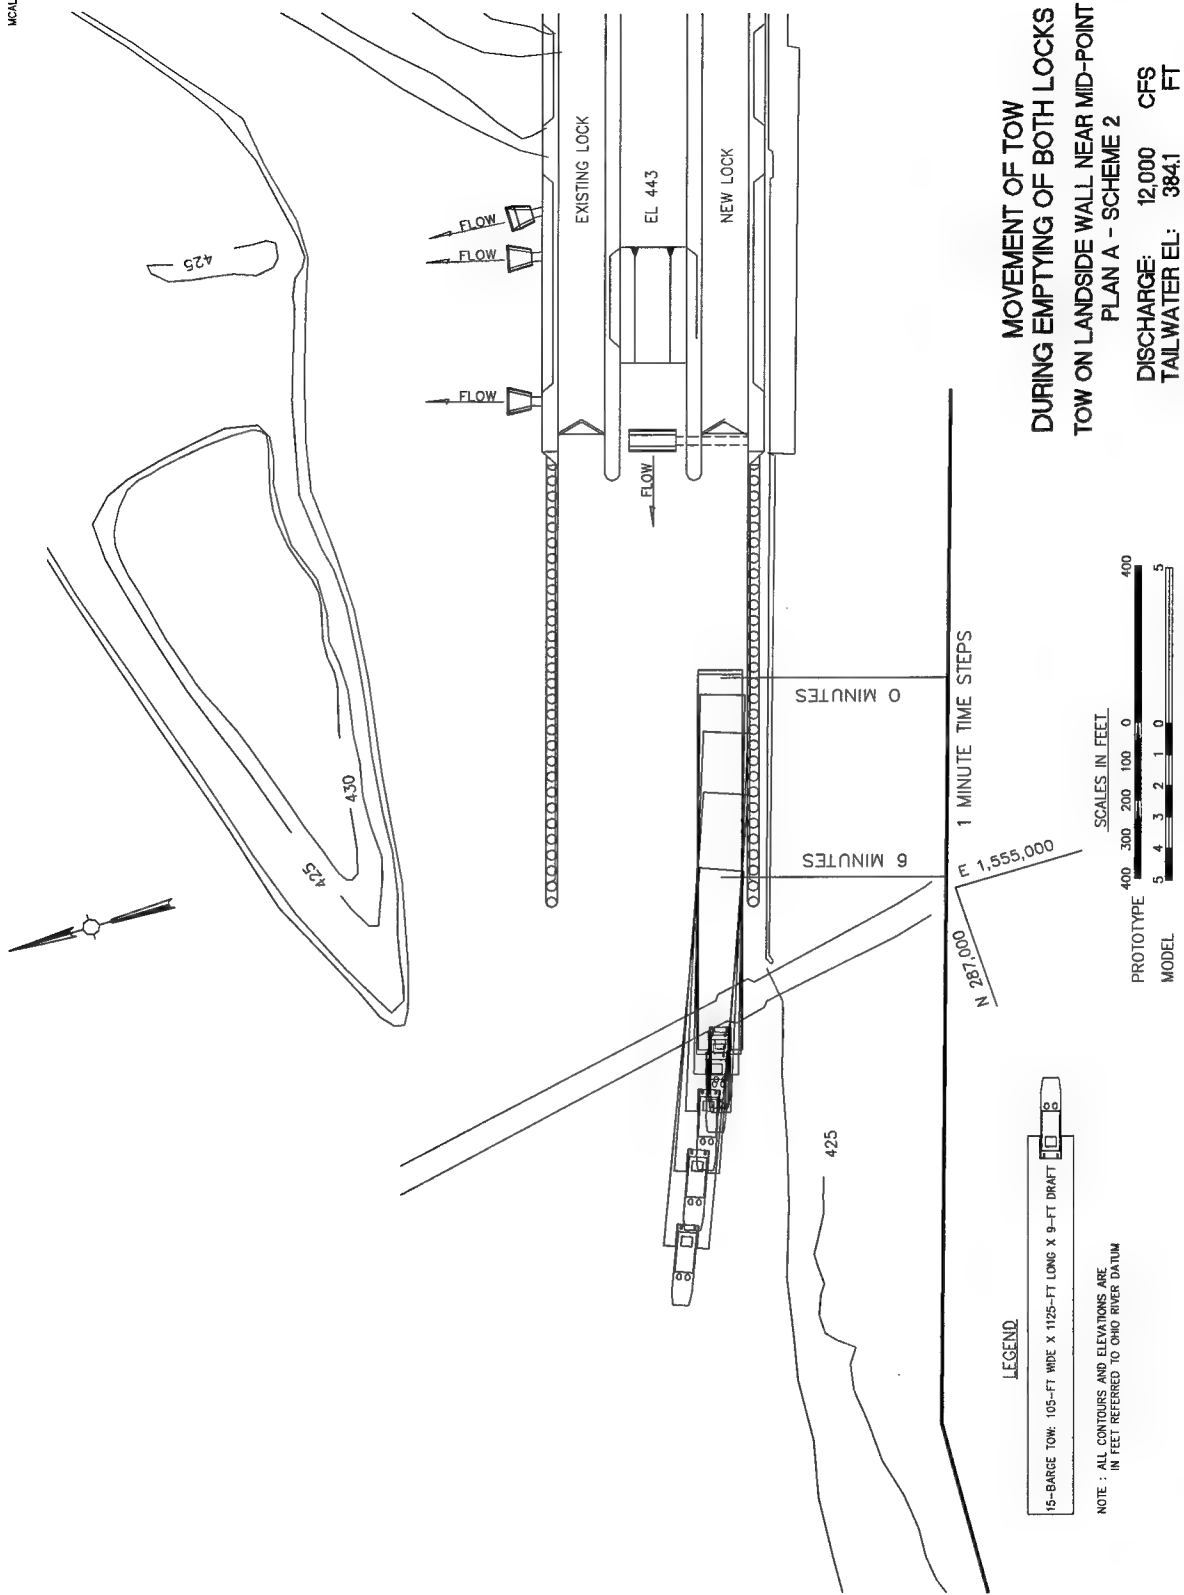 MCAL
EXISTING LOCK
EL 443
NEW LOCK
FLOW
FLOW
FLOW
FLOW
425
430
425
425
0 MINUTES
6 MINUTES
1 MINUTE TIME STEPS
E 1,555,000
N 287,000
MOVEMENT OF TOW
DURING EMPTYING OF BOTH LOCKS
TOW ON LANDSIDE WALL NEAR MID-POINT
PLAN A - SCHEME 2
DISCHARGE: 12,000 CFS
TAILWATER EL: 384.1 FT
SCALES IN FEET
PROTOTYPE 400 300 200 100 0 400
MODEL 5 4 3 2 1 0 5
LEGEND
15-BARGE TOW: 105-FT WIDE X 1125-FT LONG X 9-FT DRAFT
NOTE : ALL CONTOURS AND ELEVATIONS ARE
IN FEET REFERRED TO OHIO RIVER DATUM